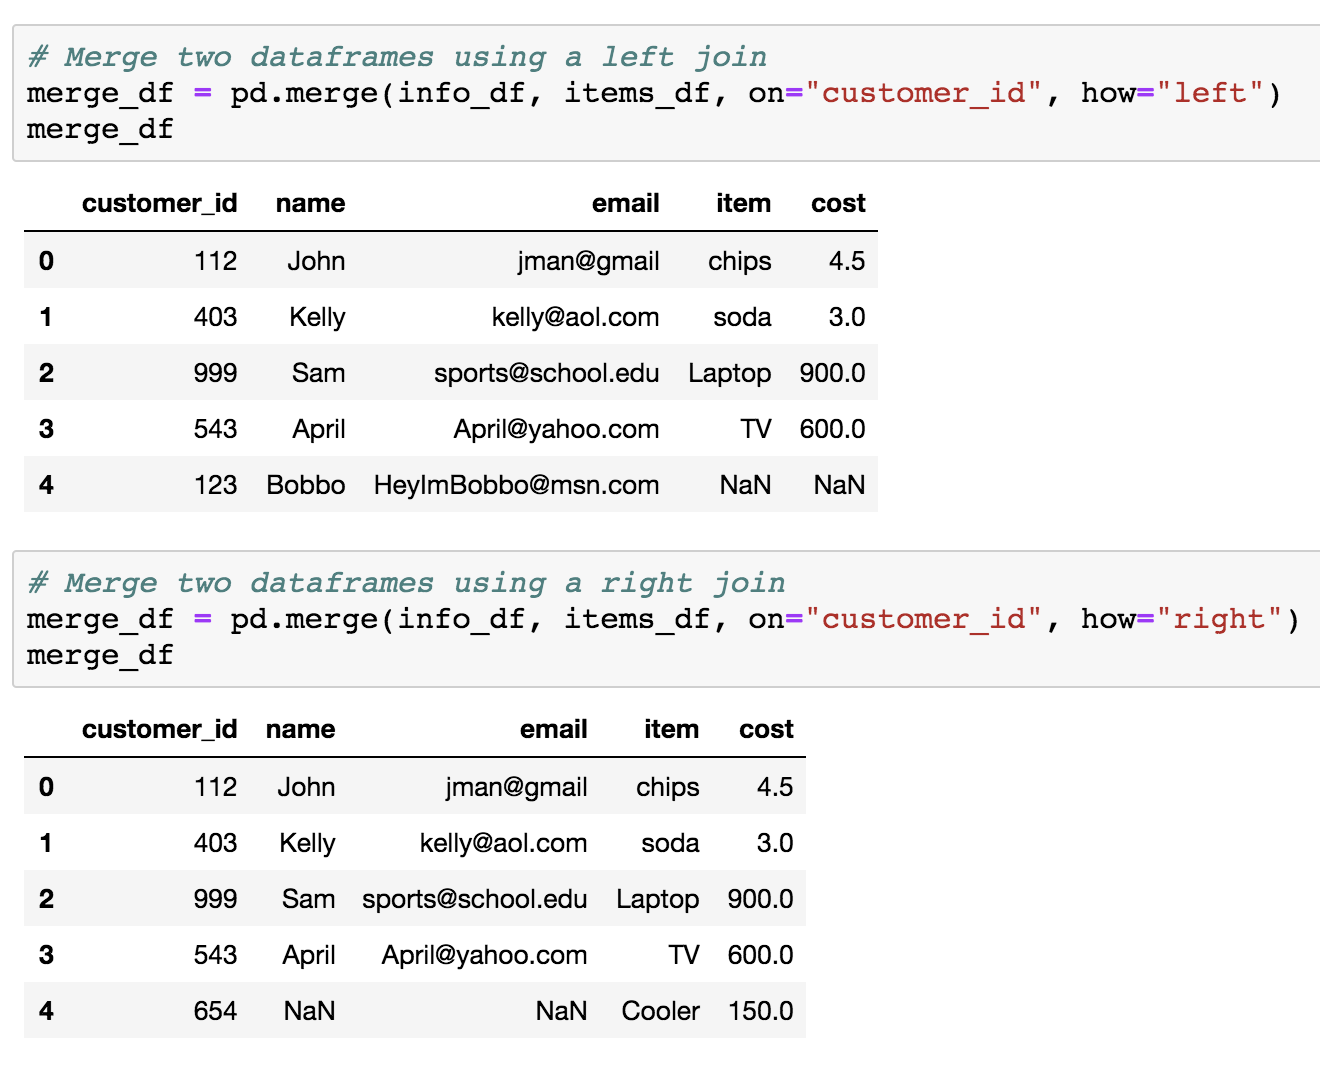 # Merge two dataframes using a left join
merge_df = pd.merge(info_df, items_df, on="customer_id", how="left")
merge_df
customer_id name email item cost
0 112 John jman@gmail chips 4.5
1 403 Kelly kelly@aol.com soda 3.0
2 999 Sam sports@school.edu Laptop 900.0
3 543 April April@yahoo.com TV 600.0
4 123 Bobbo HeyImBobbo@msn.com NaN NaN
# Merge two dataframes using a right join
merge_df = pd.merge(info_df, items_df, on="customer_id", how="right")
merge_df
customer_id name email item cost
0 112 John jman@gmail chips 4.5
1 403 Kelly kelly@aol.com soda 3.0
2 999 Sam sports@school.edu Laptop 900.0
3 543 April April@yahoo.com TV 600.0
4 654 NaN NaN Cooler 150.0